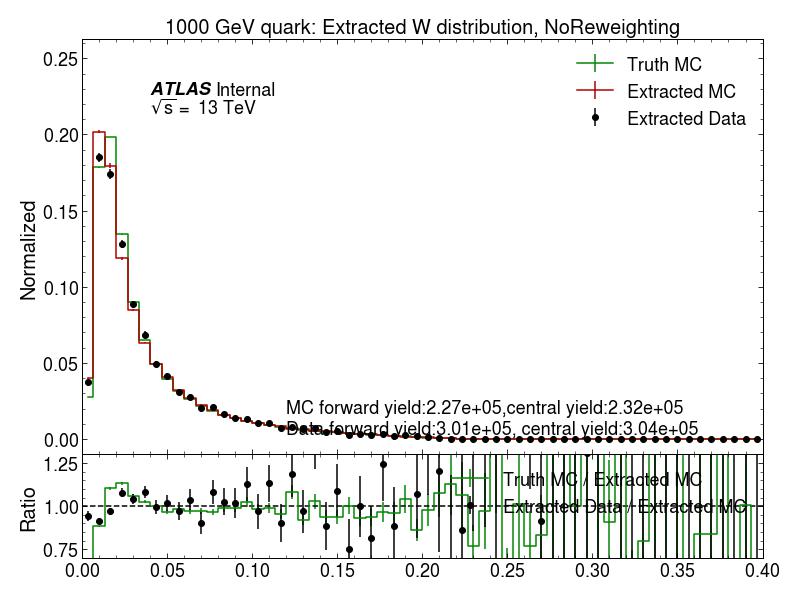 1000 GeV quark: Extracted W distribution, NoReweighting
ATLAS Internal
√s = 13 TeV
Truth MC
Extracted MC
Extracted Data
Normalized
0.25
0.20
0.15
0.10
0.05
0.00
MC forward yield:2.27e+05,central yield:2.32e+05
Data forward yield:3.01e+05, central yield:3.04e+05
Ratio
1.25
1.00
0.75
Truth MC / Extracted MC
Extracted Data / Extracted MC
0.00 0.05 0.10 0.15 0.20 0.25 0.30 0.35 0.40